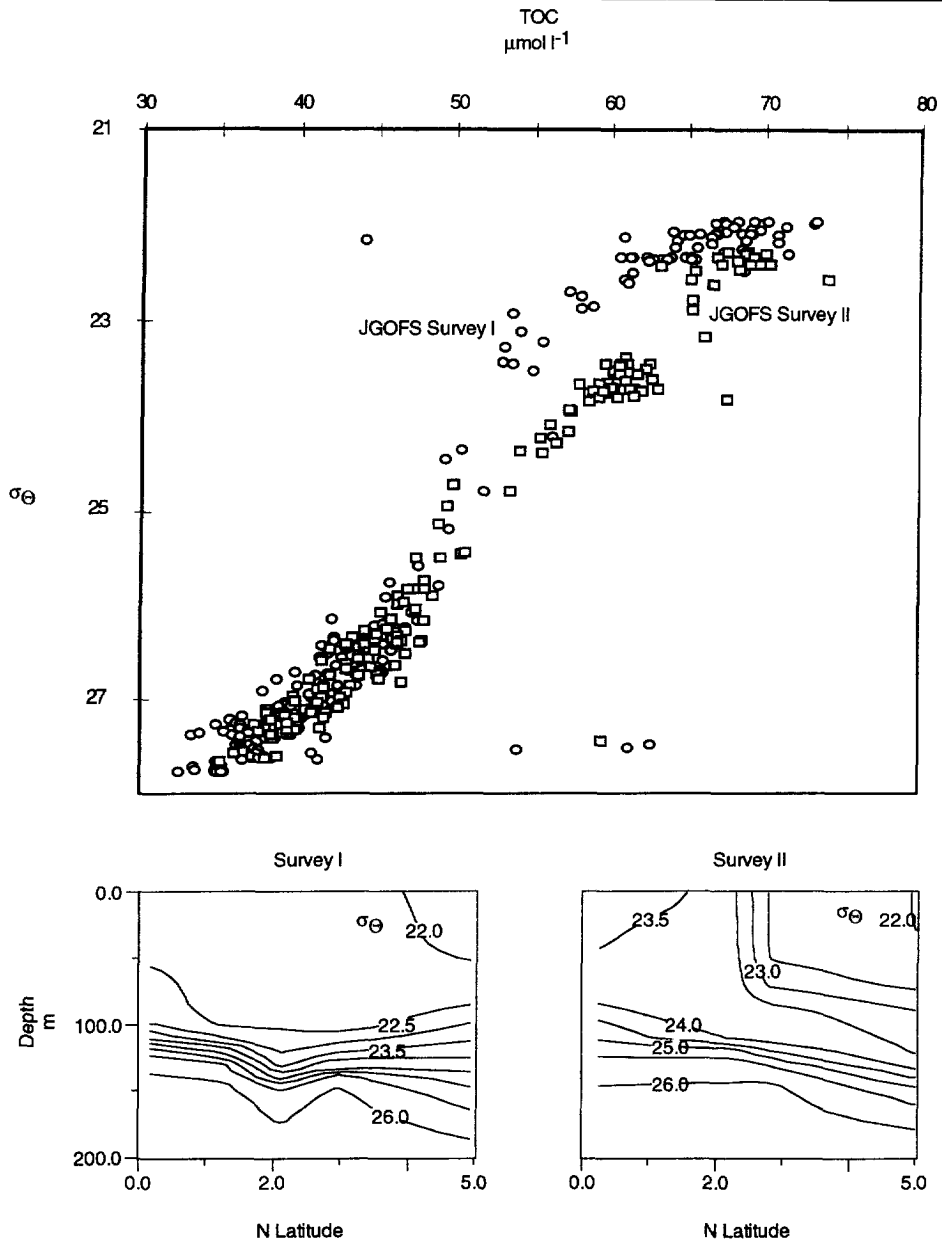 TOC
μmol l-1
30 40 50 60 70 80
21
23
25
27
σΘ
JGOFS Survey I
JGOFS Survey II
Survey I
Survey II
0.0
100.0
200.0
Depth
m
σΘ
22.0
22.5
23.5
26.0
0.0 2.0 5.0
N Latitude
23.5
σΘ
22.0
23.0
24.0
25.0
26.0
0.0 2.0 5.0
N Latitude